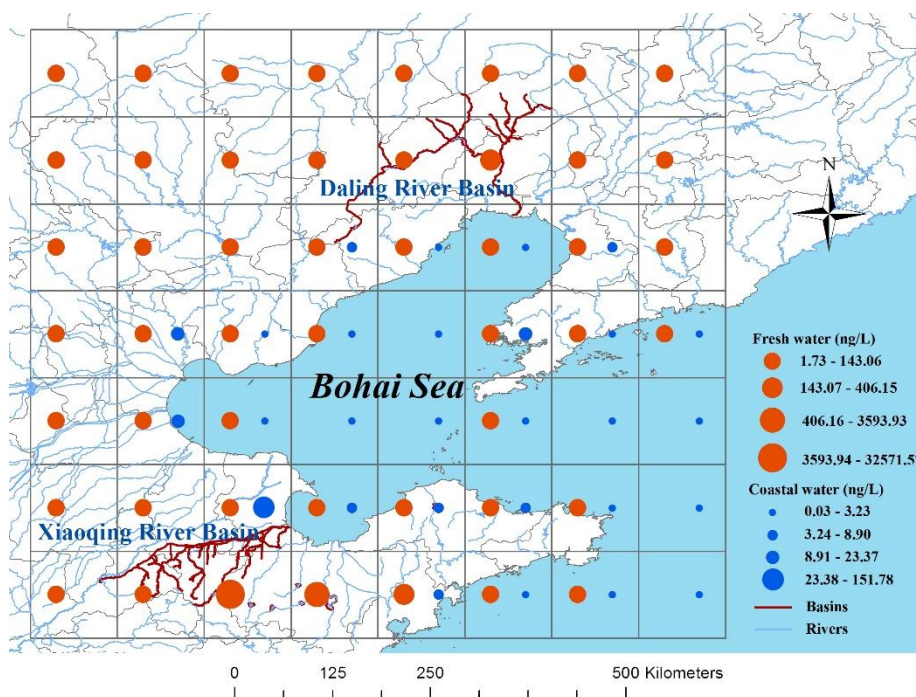 Daling River Basin
N
Bohai Sea
Xiaoqing River Basin
Fresh water (ng/L)
1.73 - 143.06
143.07 - 406.15
406.16 - 3593.93
3593.94 - 32571.5
Coastal water (ng/L)
0.03 - 3.23
3.24 - 8.90
8.91 - 23.37
23.38 - 151.78
Basins
Rivers
0 125 250 500 Kilometers